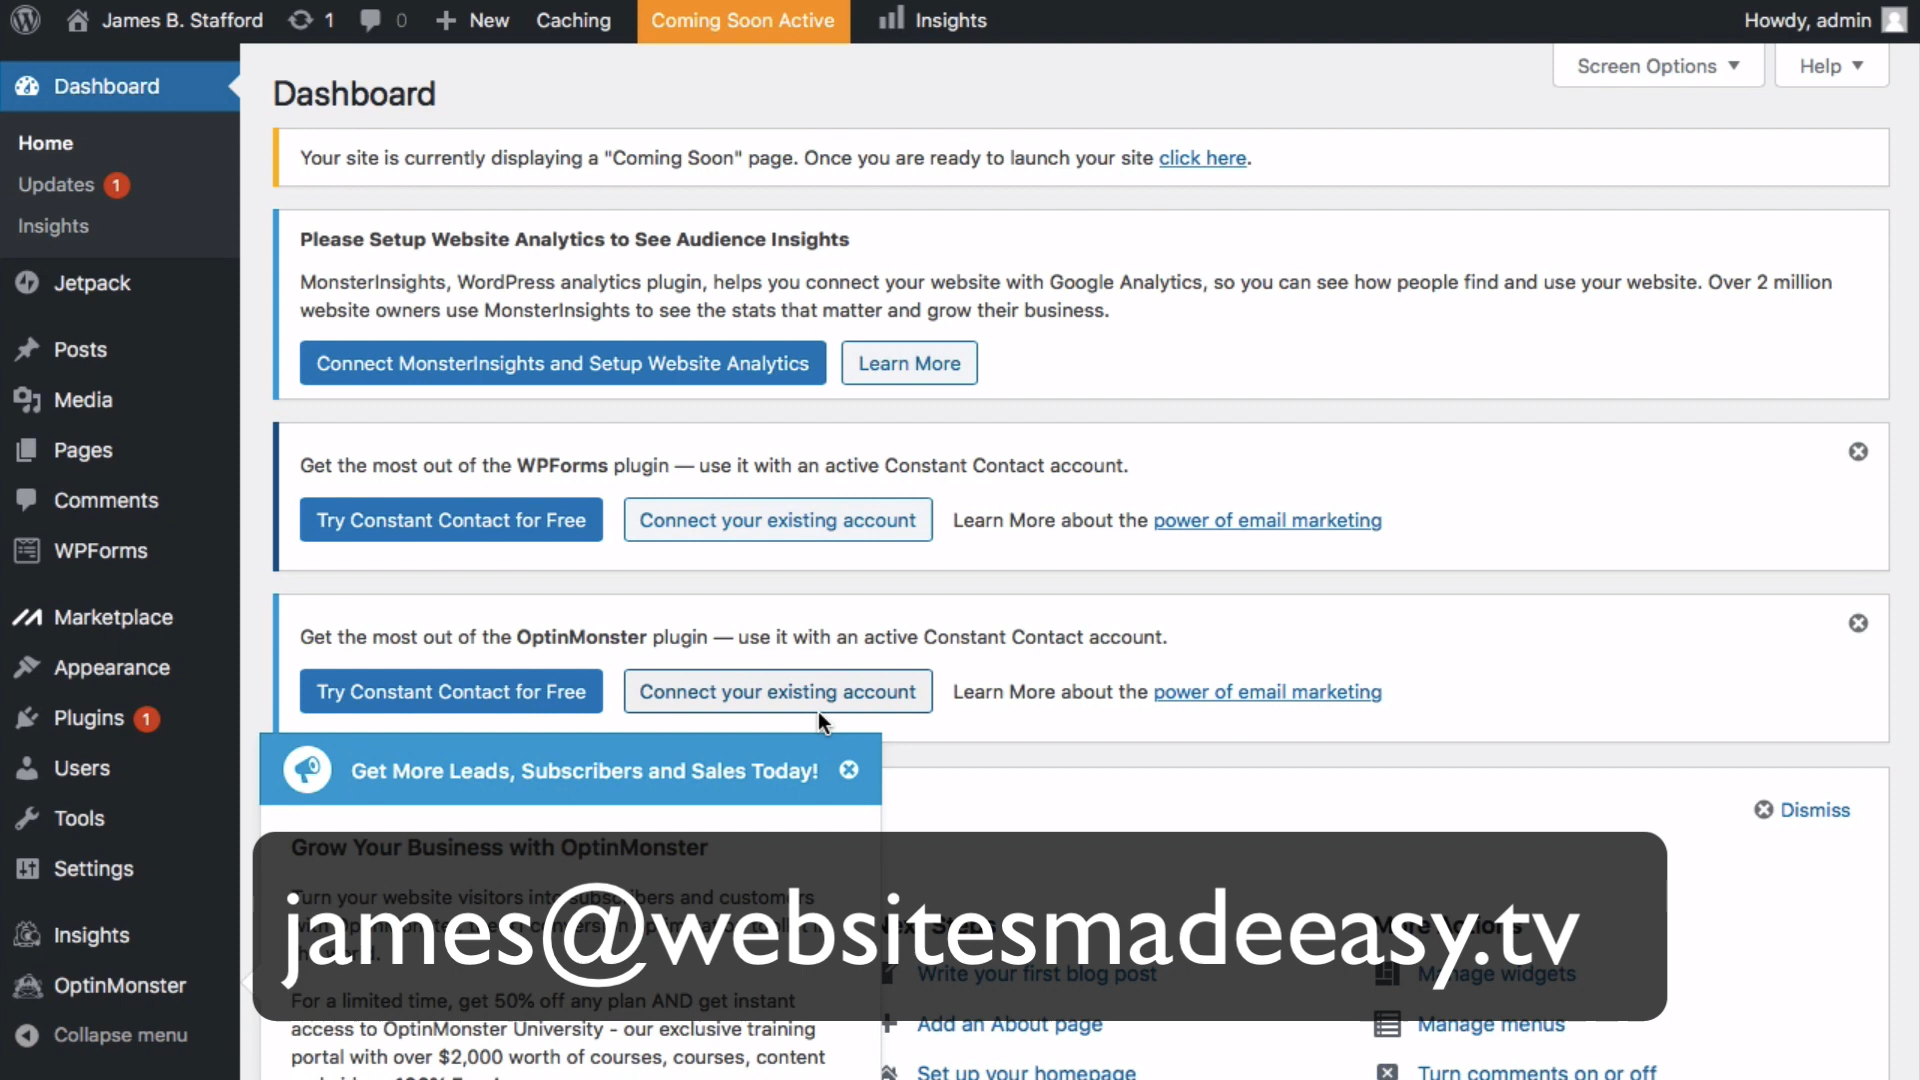 James B. Stafford 1 0 New Caching Coming Soon Active Insights Howdy, admin
Screen Options Help
Dashboard
Home
Updates 1
Insights
Jetpack
Posts
Media
Pages
Comments
WPForms
Marketplace
Appearance
Plugins 1
Users
Tools
Settings
Insights
OptinMonster
Collapse menu
Dashboard
Your site is currently displaying a "Coming Soon" page. Once you are ready to launch your site click here.
Please Setup Website Analytics to See Audience Insights
MonsterInsights, WordPress analytics plugin, helps you connect your website with Google Analytics, so you can see how people find and use your website. Over 2 million
website owners use MonsterInsights to see the stats that matter and grow their business.
Connect MonsterInsights and Setup Website Analytics Learn More
Get the most out of the WPForms plugin — use it with an active Constant Contact account.
Try Constant Contact for Free Connect your existing account Learn More about the power of email marketing
Get the most out of the OptinMonster plugin — use it with an active Constant Contact account.
Try Constant Contact for Free Connect your existing account Learn More about the power of email marketing
Get More Leads, Subscribers and Sales Today!
Dismiss
Grow Your Business with OptinMonster
Turn your website visitors into subscribers and customers
james@websitesmadeeasy.tv
For a limited time, get 50% off any plan AND get instant
access to OptinMonster University - our exclusive training
portal with over $2,000 worth of courses, courses, content
More Actions
Write your first blog post
Add an About page
Set up your homepage
Manage widgets
Manage menus
Turn comments on or off